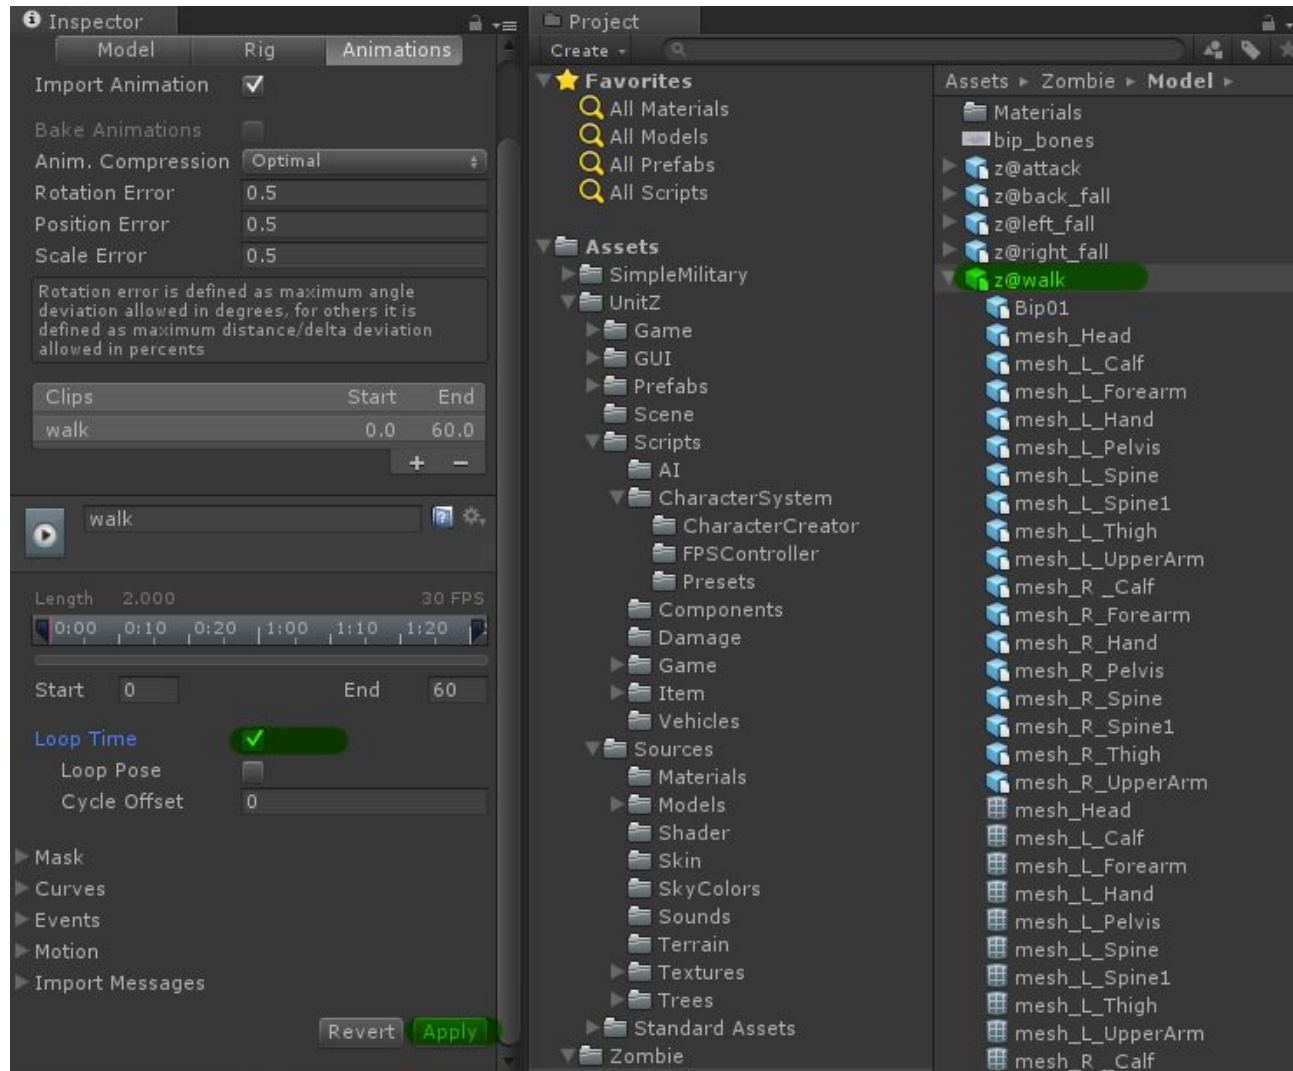 Inspector
Model Rig Animations
Import Animation
Bake Animations
Anim. Compression Optimal
Rotation Error 0.5
Position Error 0.5
Scale Error 0.5
Rotation error is defined as maximum angle
deviation allowed in degrees, for others it is
defined as maximum distance/delta deviation
allowed in percents
Clips Start End
walk 0.0 60.0
+ −
walk
Length 2.000 30 FPS
0:00 0:10 0:20 1:00 1:10 1:20
Start 0 End 60
Loop Time
Loop Pose
Cycle Offset 0
Mask
Curves
Events
Motion
Import Messages
Revert Apply
Project
Create
Favorites
All Materials
All Models
All Prefabs
All Scripts
Assets
SimpleMilitary
UnitZ
Game
GUI
Prefabs
Scene
Scripts
AI
CharacterSystem
CharacterCreator
FPSController
Presets
Components
Damage
Game
Item
Vehicles
Sources
Materials
Models
Shader
Skin
SkyColors
Sounds
Terrain
Textures
Trees
Standard Assets
Zombie
Assets ▸ Zombie ▸ Model ▸
Materials
bip_bones
z@attack
z@back_fall
z@left_fall
z@right_fall
z@walk
Bip01
mesh_Head
mesh_L_Calf
mesh_L_Forearm
mesh_L_Hand
mesh_L_Pelvis
mesh_L_Spine
mesh_L_Spine1
mesh_L_Thigh
mesh_L_UpperArm
mesh_R _Calf
mesh_R_Forearm
mesh_R_Hand
mesh_R_Pelvis
mesh_R_Spine
mesh_R_Spine1
mesh_R_Thigh
mesh_R_UpperArm
mesh_Head
mesh_L_Calf
mesh_L_Forearm
mesh_L_Hand
mesh_L_Pelvis
mesh_L_Spine
mesh_L_Spine1
mesh_L_Thigh
mesh_L_UpperArm
mesh_R _Calf